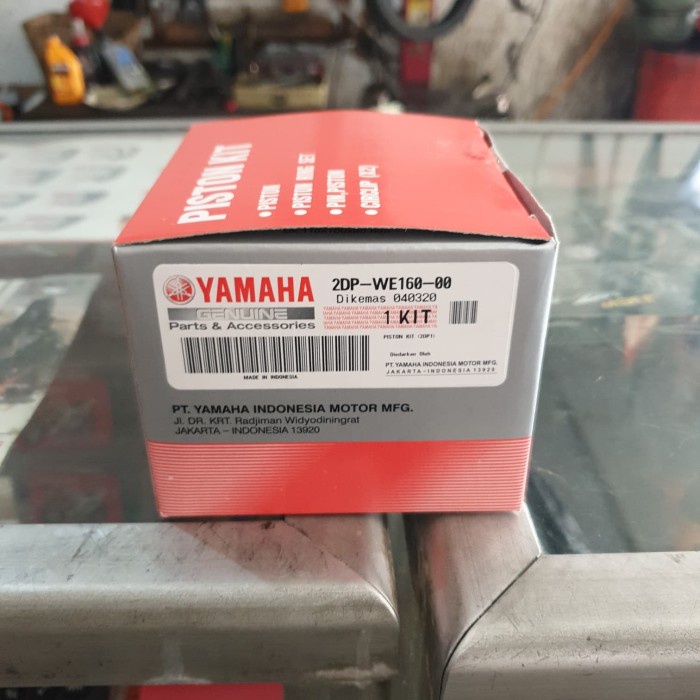 PISTON KIT
• PISTON
• PISTON RING SET
• PIN, PISTON
• CIRCLIP (X2)
YAMAHA
GENUINE
Parts & Accessories
MADE IN INDONESIA
2DP-WE160-00
Dikemas 040320
1 KIT
PISTON KIT (2DP1)
Diedarkan Oleh
PT. YAMAHA INDONESIA MOTOR MFG.
JAKARTA-INDONESIA 13920
PT. YAMAHA INDONESIA MOTOR MFG.
Jl. DR. KRT. Radjiman Widyodiningrat
JAKARTA – INDONESIA 13920